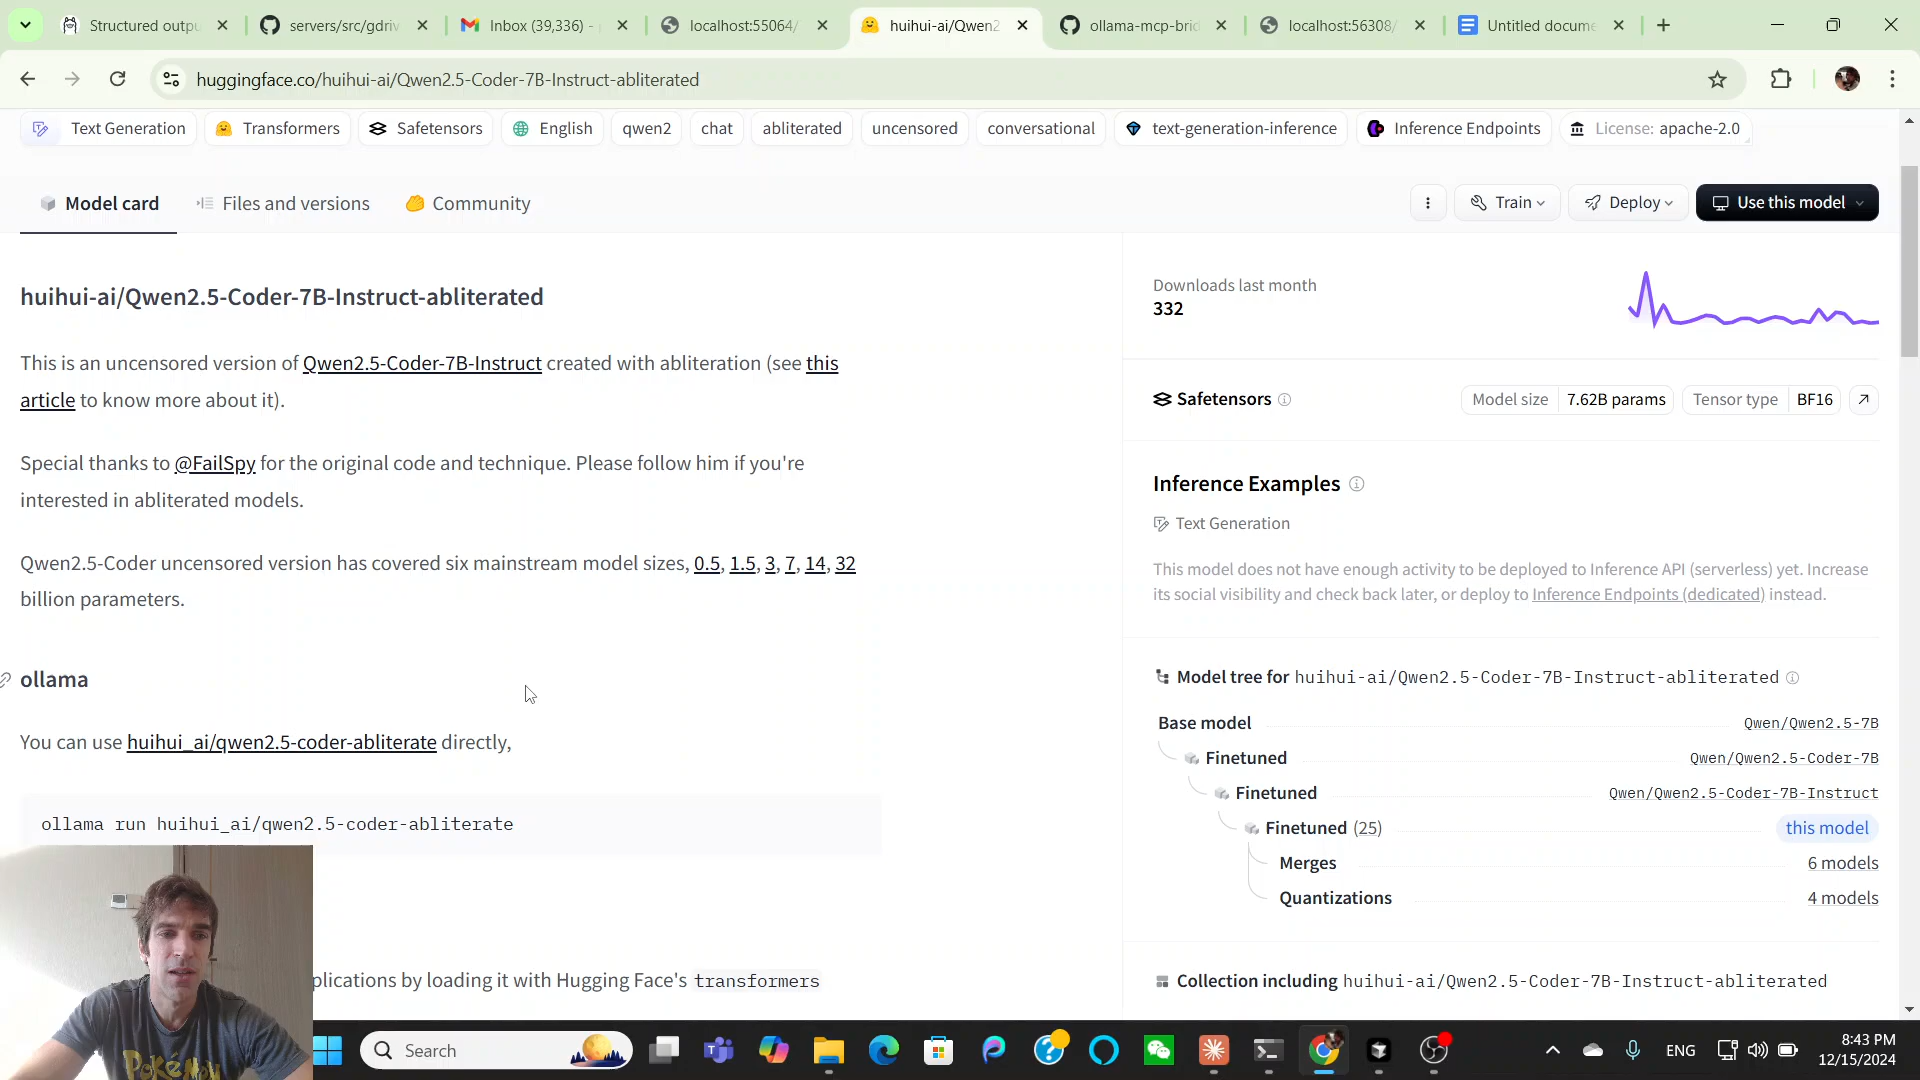 Structured outpu
servers/src/gdriv
Inbox (39,336) -
localhost:55064/
huihui-ai/Qwen2
ollama-mcp-brid
localhost:56308/
Untitled docume
huggingface.co/huihui-ai/Qwen2.5-Coder-7B-Instruct-abliterated
Text Generation
Transformers
Safetensors
English
qwen2
chat
abliterated
uncensored
conversational
text-generation-inference
Inference Endpoints
License: apache-2.0
Model card
Files and versions
Community
Train
Deploy
Use this model
huihui-ai/Qwen2.5-Coder-7B-Instruct-abliterated
This is an uncensored version of Qwen2.5-Coder-7B-Instruct created with abliteration (see this
article to know more about it).
Special thanks to @FailSpy for the original code and technique. Please follow him if you're
interested in abliterated models.
Qwen2.5-Coder uncensored version has covered six mainstream model sizes, 0.5, 1.5, 3, 7, 14, 32
billion parameters.
ollama
You can use huihui_ai/qwen2.5-coder-abliterate directly,
ollama run huihui_ai/qwen2.5-coder-abliterate
plications by loading it with Hugging Face's transformers
Downloads last month
332
Safetensors
Model size 7.62B params
Tensor type BF16
Inference Examples
Text Generation
This model does not have enough activity to be deployed to Inference API (serverless) yet. Increase
its social visibility and check back later, or deploy to Inference Endpoints (dedicated) instead.
Model tree for huihui-ai/Qwen2.5-Coder-7B-Instruct-abliterated
Base model Qwen/Qwen2.5-7B
Finetuned Qwen/Qwen2.5-Coder-7B
Finetuned Qwen/Qwen2.5-Coder-7B-Instruct
Finetuned (25) this model
Merges 6 models
Quantizations 4 models
Collection including huihui-ai/Qwen2.5-Coder-7B-Instruct-abliterated
Pokémon
Search
ENG
8:43 PM
12/15/2024